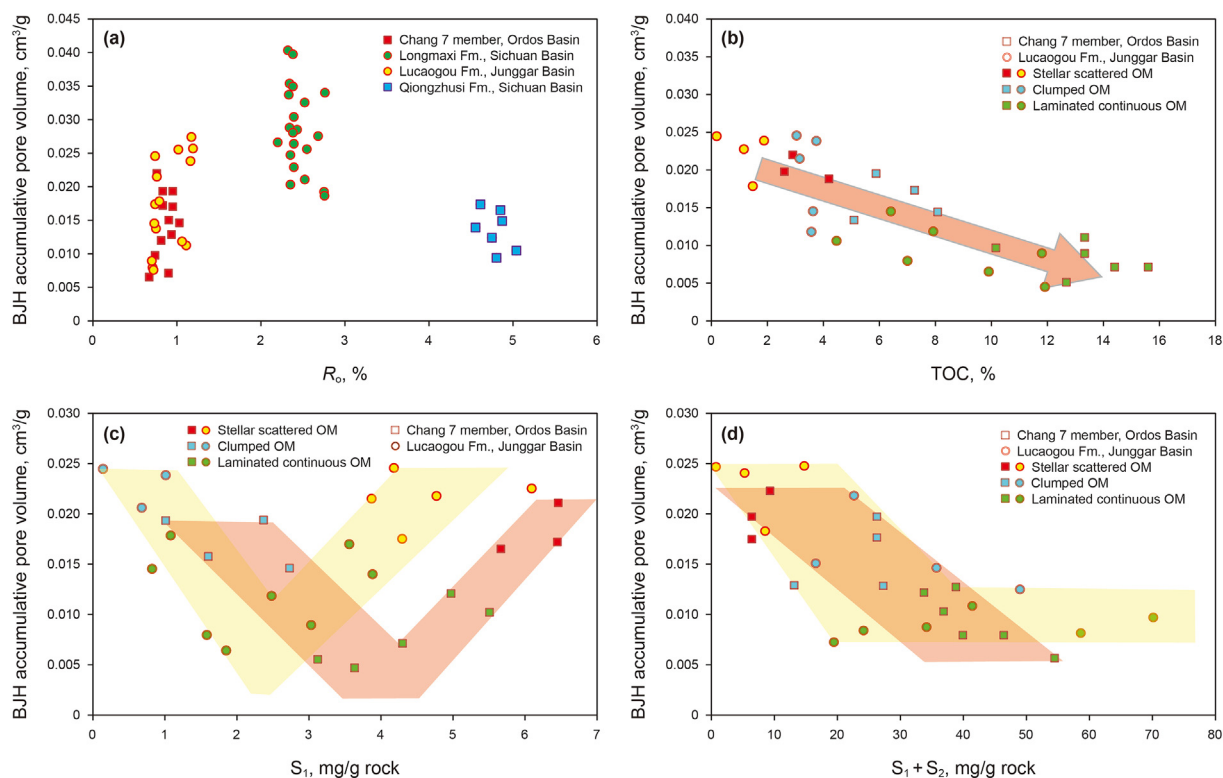 (a)
BJH accumulative pore volume, cm³/g
0.045
0.040
0.035
0.030
0.025
0.020
0.015
0.010
0.005
0
Chang 7 member, Ordos Basin
Longmaxi Fm., Sichuan Basin
Lucaogou Fm., Junggar Basin
Qiongzhusi Fm., Sichuan Basin
0 1 2 3 4 5 6
Rₒ, %
(b)
BJH accumulative pore volume, cm³/g
0.045
0.040
0.035
0.030
0.025
0.020
0.015
0.010
0.005
0.000
Chang 7 member, Ordos Basin
Lucaogou Fm., Junggar Basin
Stellar scattered OM
Clumped OM
Laminated continuous OM
0 2 4 6 8 10 12 14 16 18
TOC, %
(c)
BJH accumulative pore volume, cm³/g
0.030
0.025
0.020
0.015
0.010
0.005
0
Stellar scattered OM
Clumped OM
Laminated continuous OM
Chang 7 member, Ordos Basin
Lucaogou Fm., Junggar Basin
0 1 2 3 4 5 6 7
S₁, mg/g rock
(d)
BJH accumulative pore volume, cm³/g
0.030
0.025
0.020
0.015
0.010
0.005
0
Chang 7 member, Ordos Basin
Lucaogou Fm., Junggar Basin
Stellar scattered OM
Clumped OM
Laminated continuous OM
0 10 20 30 40 50 60 70 80
S₁ + S₂, mg/g rock